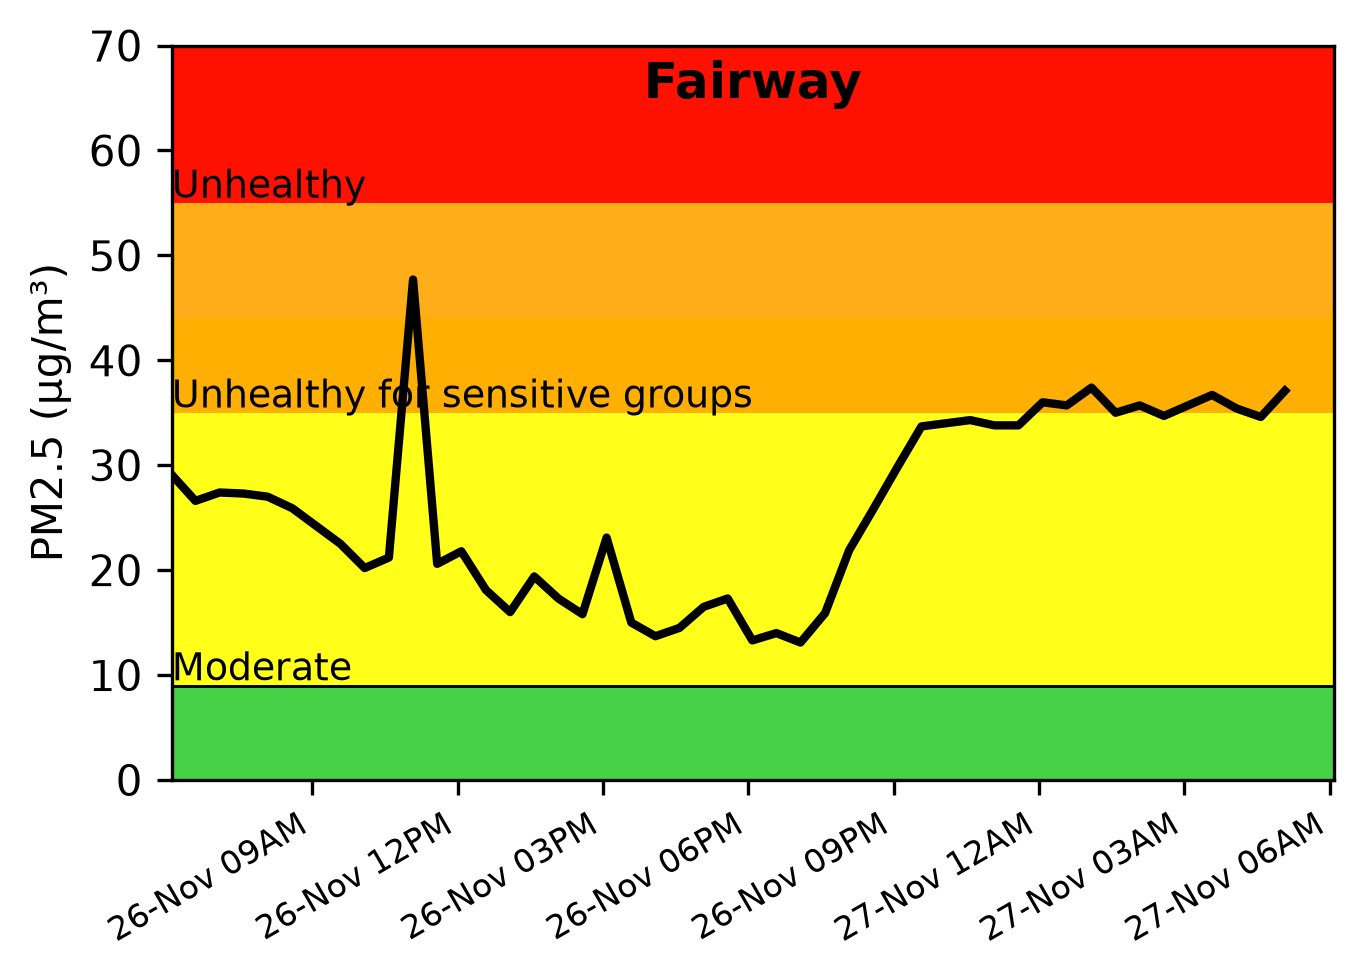 Fairway
PM2.5 (µg/m³)
70
60
50
40
30
20
10
0
Unhealthy
Unhealthy for sensitive groups
Moderate
26-Nov 09AM
26-Nov 12PM
26-Nov 03PM
26-Nov 06PM
26-Nov 09PM
27-Nov 12AM
27-Nov 03AM
27-Nov 06AM